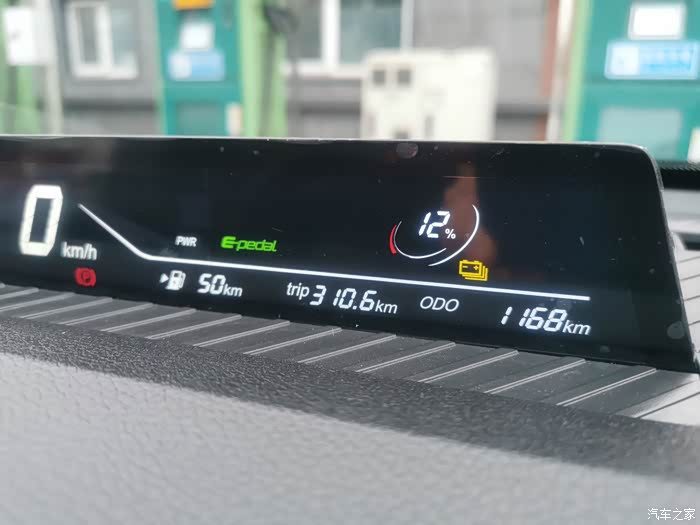 0 km/h
PWR E-pedal 12%
50km trip 310.6km ODO 1168km
汽车之家